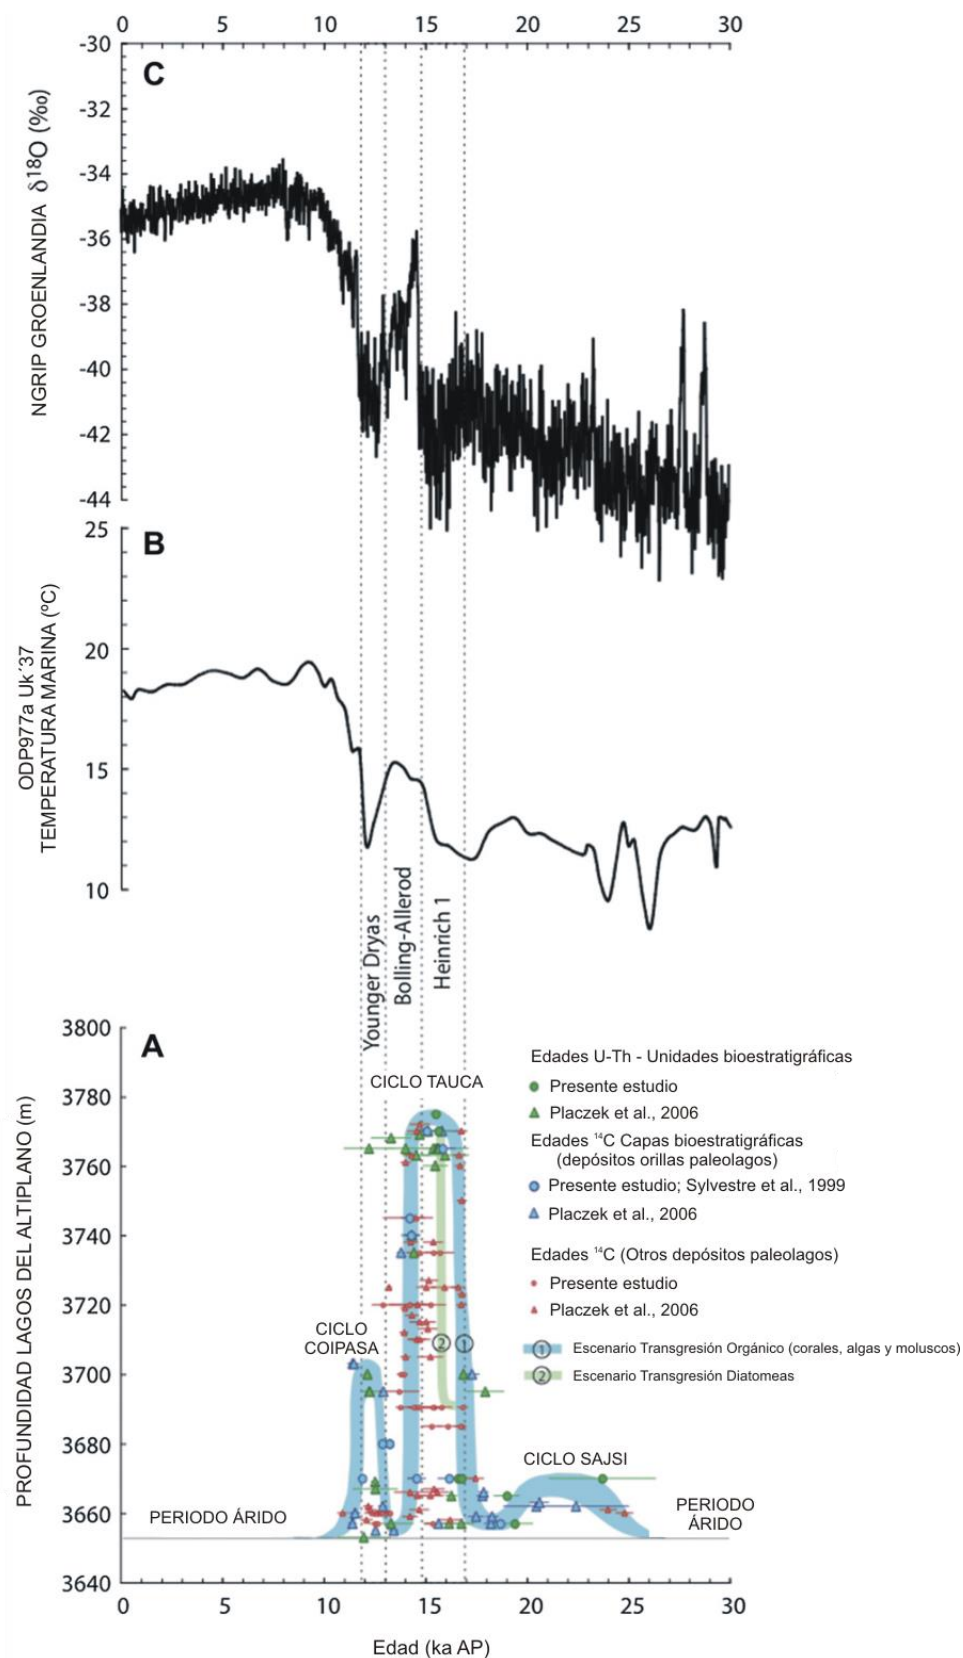 0 5 10 15 20 25 30
-30
C
-32
-34
-36
-38
-40
-42
-44
NGRIP GROENLANDIA δ18O (‰)
25
B
20
15
10
ODP977a Uk´37
TEMPERATURA MARINA (ºC)
Younger Dryas
Bolling-Allerod
Heinrich 1
3800
A
3780
3760
3740
3720
3700
3680
3660
3640
PROFUNDIDAD LAGOS DEL ALTIPLANO (m)
CICLO TAUCA
CICLO
COIPASA
CICLO SAJSI
PERIODO ÁRIDO
PERIODO
ÁRIDO
2 1
Edades U-Th - Unidades bioestratigráficas
Presente estudio
Placzek et al., 2006
Edades 14C Capas bioestratigráficas
(depósitos orillas paleolagos)
Presente estudio; Sylvestre et al., 1999
Placzek et al., 2006
Edades 14C (Otros depósitos paleolagos)
Presente estudio
Placzek et al., 2006
1 Escenario Transgresión Orgánico (corales, algas y moluscos)
2 Escenario Transgresión Diatomeas
0 5 10 15 20 25 30
Edad (ka AP)